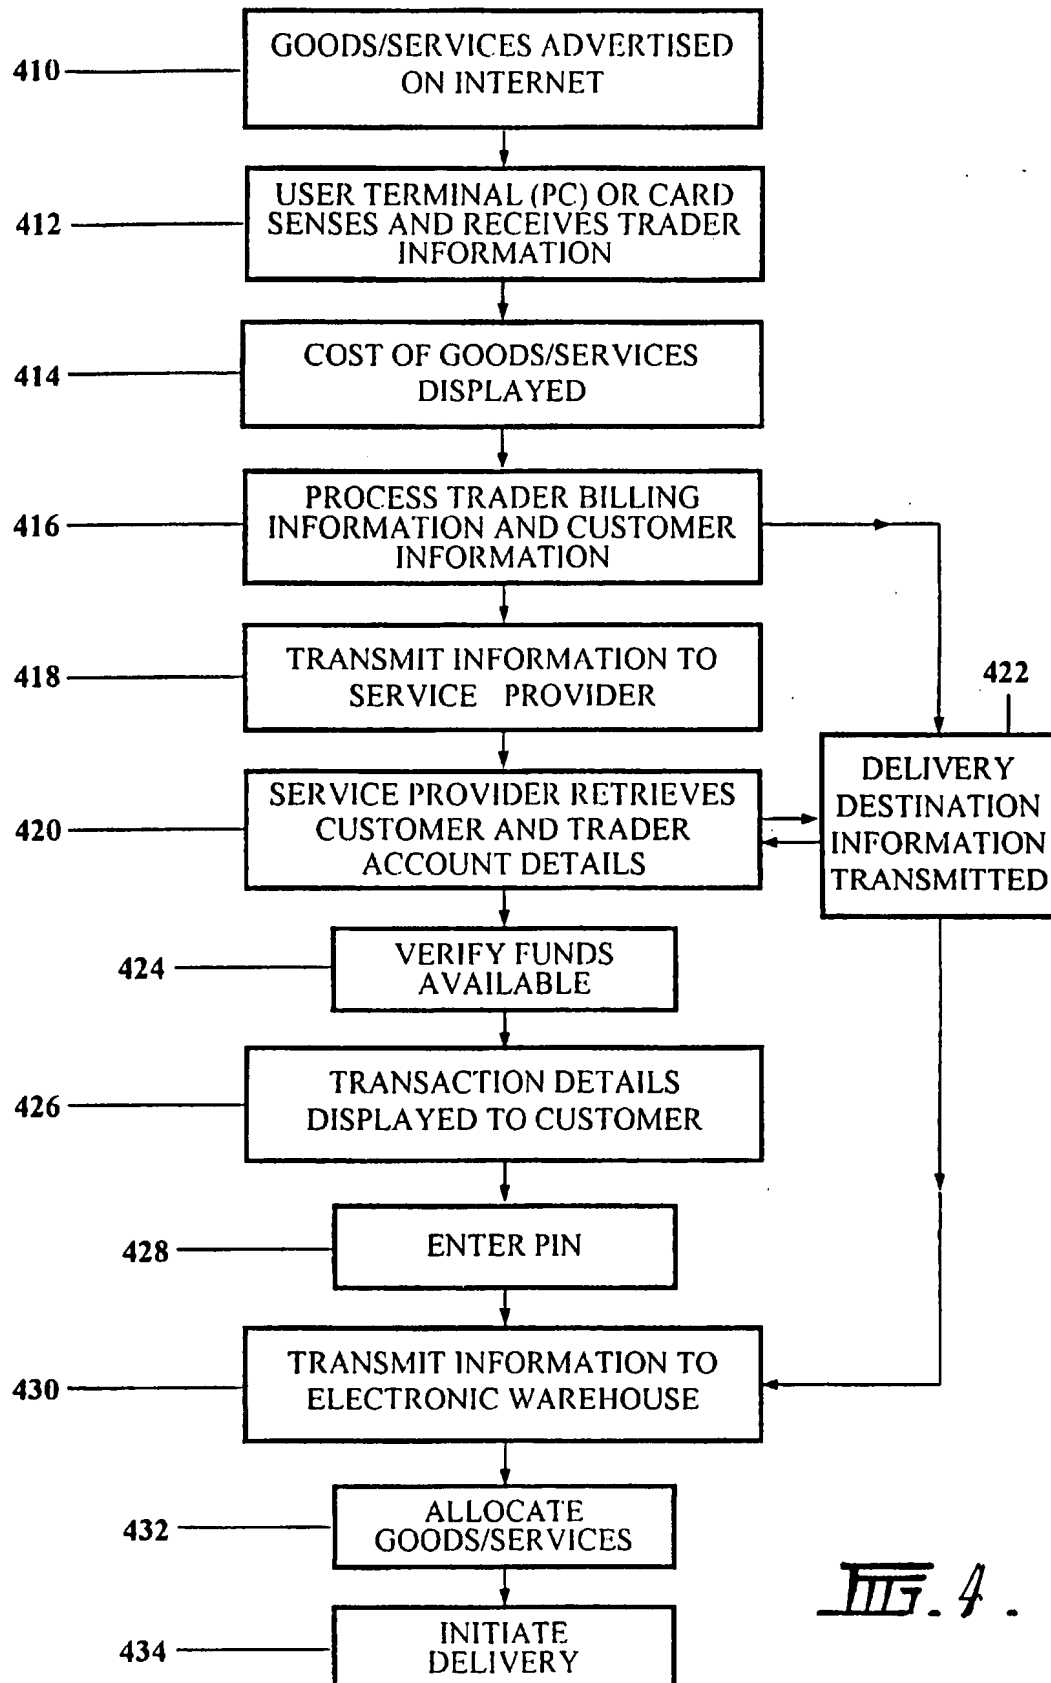 410
GOODS/SERVICES ADVERTISED
ON INTERNET
412
USER TERMINAL (PC) OR CARD
SENSES AND RECEIVES TRADER
INFORMATION
414
COST OF GOODS/SERVICES
DISPLAYED
416
PROCESS TRADER BILLING
INFORMATION AND CUSTOMER
INFORMATION
418
TRANSMIT INFORMATION TO
SERVICE PROVIDER
422
DELIVERY
DESTINATION
INFORMATION
TRANSMITTED
420
SERVICE PROVIDER RETRIEVES
CUSTOMER AND TRADER
ACCOUNT DETAILS
424
VERIFY FUNDS
AVAILABLE
426
TRANSACTION DETAILS
DISPLAYED TO CUSTOMER
428
ENTER PIN
430
TRANSMIT INFORMATION TO
ELECTRONIC WAREHOUSE
432
ALLOCATE
GOODS/SERVICES
434
INITIATE
DELIVERY
FIG. 4.